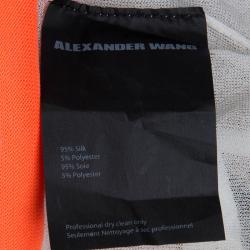 ALEXANDER WANG
95% Silk
5% Polyester
95% Soie
5% Polyester
Professional dry clean only
Seulement Nettoyage à sec professionnel